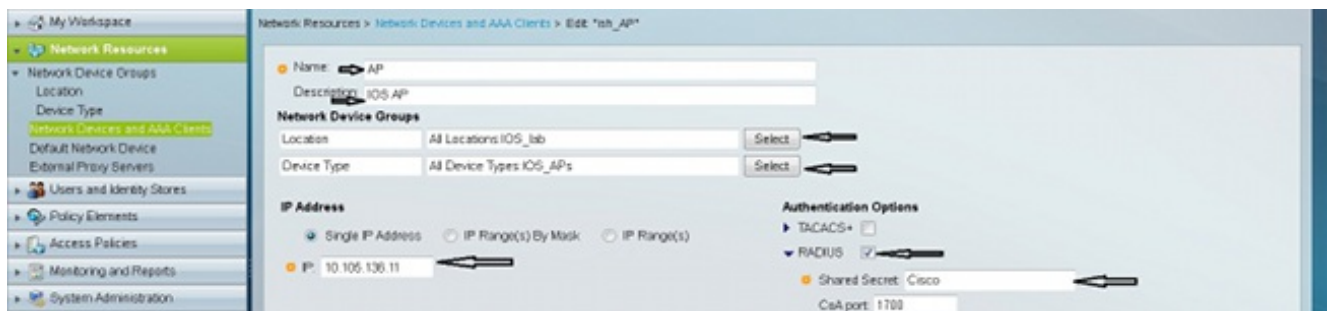 My Workspace
Network Resources
Network Device Groups
Location
Device Type
Network Devices and AAA Clients
Default Network Device
External Proxy Servers
Users and Identity Stores
Policy Elements
Access Policies
Monitoring and Reports
System Administration
Network Resources > Network Devices and AAA Clients > Edit: "ish_AP"
Name: AP
Description: IOS AP
Network Device Groups
Location All Locations:IOS_lab Select
Device Type All Device Types:IOS_APs Select
IP Address
Single IP Address IP Range(s) By Mask IP Range(s)
IP: 10.105.136.11
Authentication Options
TACACS+
RADIUS
Shared Secret: Cisco
CoA port: 1700